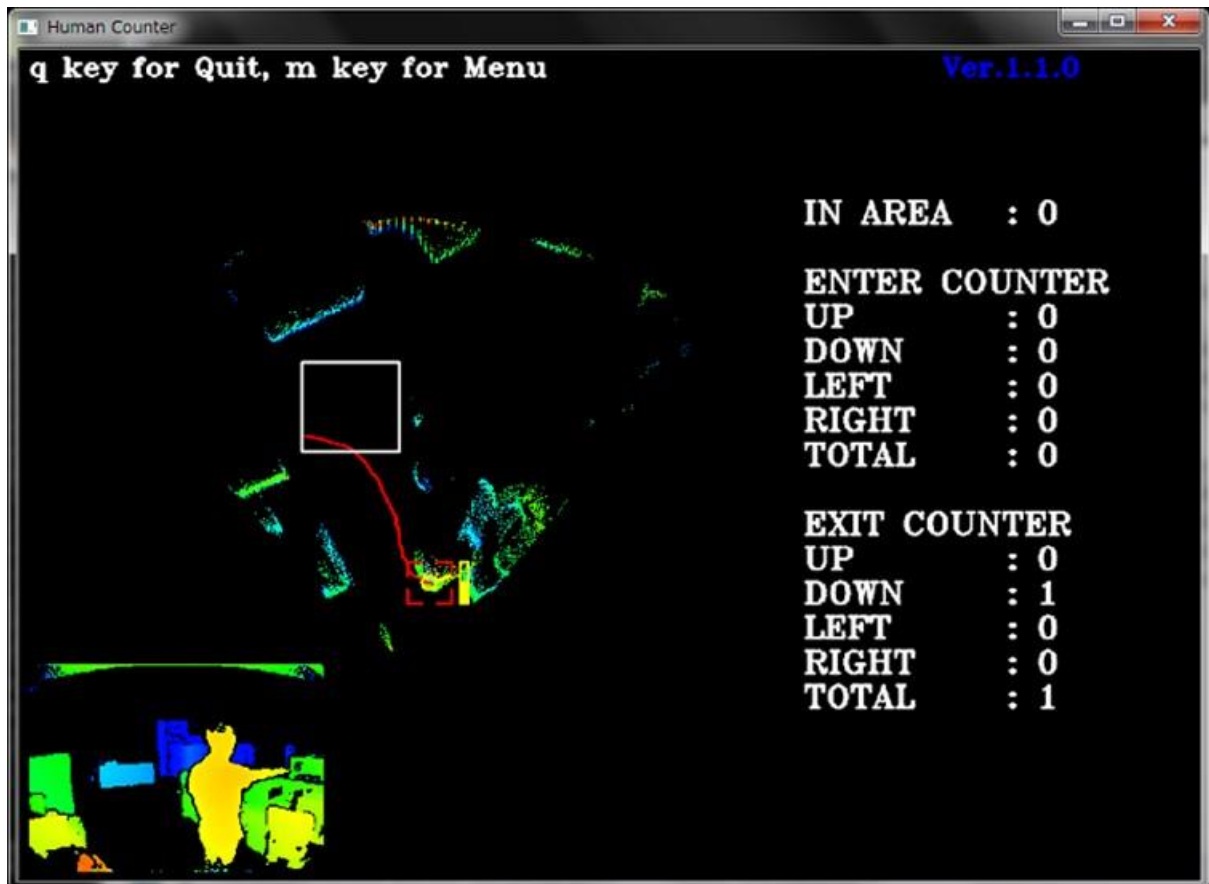 Human Counter
q key for Quit, m key for Menu Ver.1.1.0
IN AREA : 0
ENTER COUNTER
UP : 0
DOWN : 0
LEFT : 0
RIGHT : 0
TOTAL : 0
EXIT COUNTER
UP : 0
DOWN : 1
LEFT : 0
RIGHT : 0
TOTAL : 1